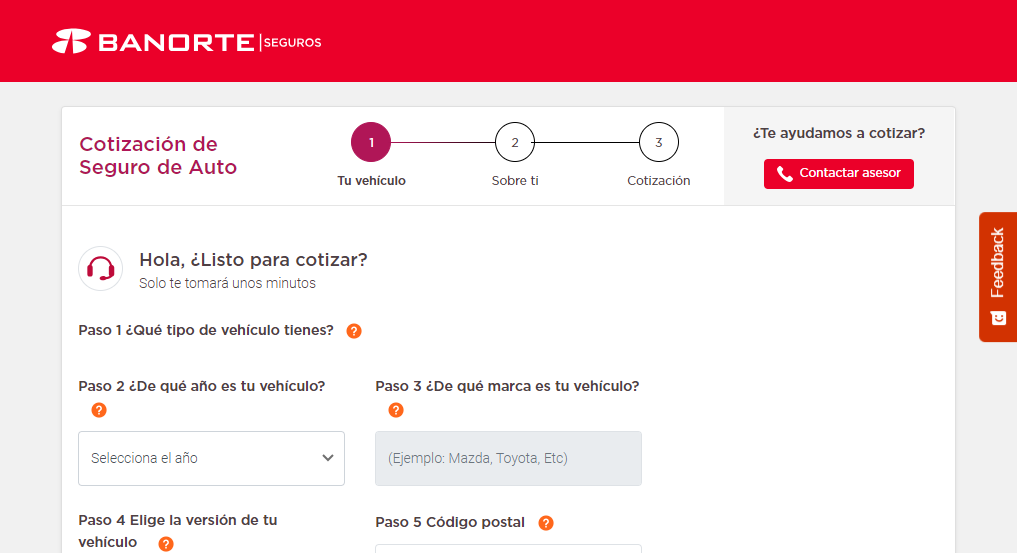 BANORTE | SEGUROS
Cotización de
Seguro de Auto
1
Tu vehículo
2
Sobre ti
3
Cotización
¿Te ayudamos a cotizar?
Contactar asesor
Feedback
Hola, ¿Listo para cotizar?
Solo te tomará unos minutos
Paso 1 ¿Qué tipo de vehículo tienes? ?
Paso 2 ¿De qué año es tu vehículo?
?
Selecciona el año
Paso 3 ¿De qué marca es tu vehículo?
?
(Ejemplo: Mazda, Toyota, Etc)
Paso 4 Elige la versión de tu
vehículo ?
Paso 5 Código postal ?